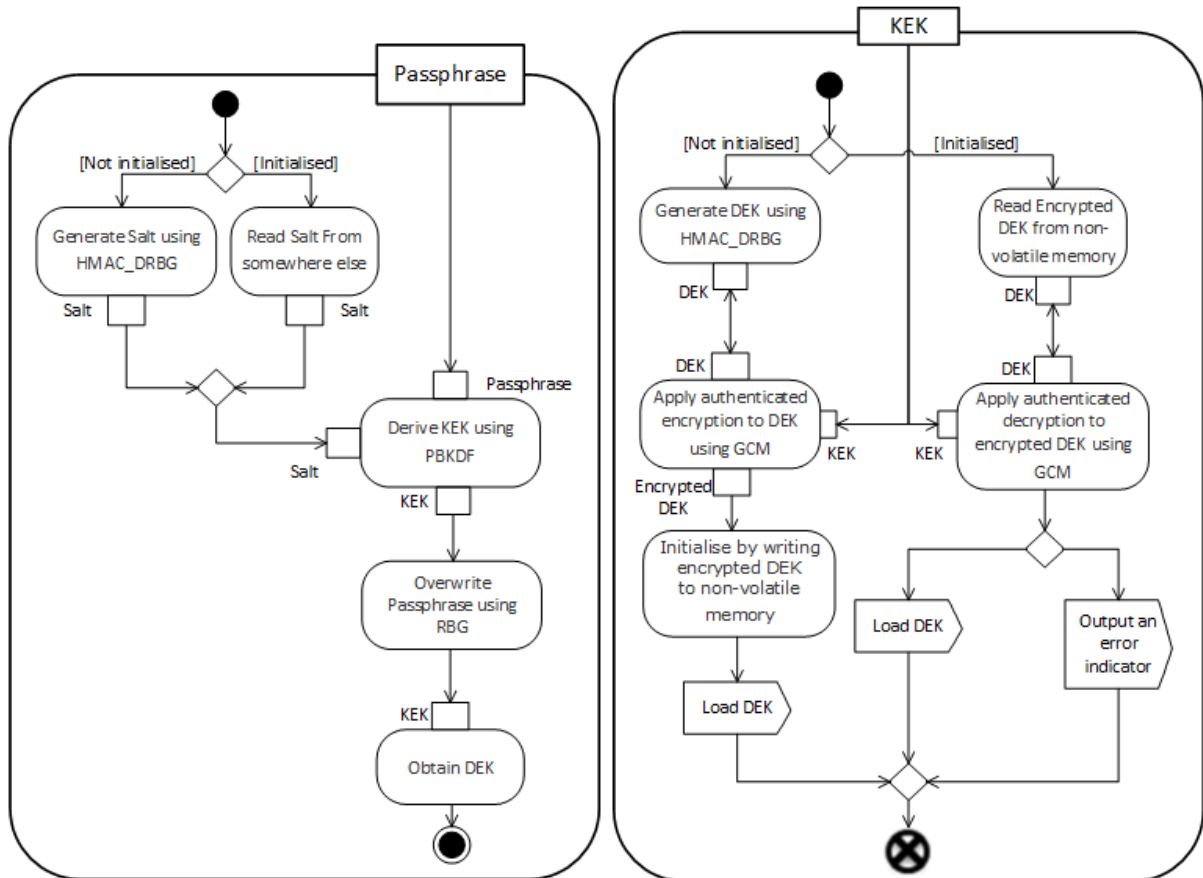 Passphrase
[Not initialised]
[Initialised]
Generate Salt using
HMAC_DRBG
Read Salt From
somewhere else
Salt
Salt
Passphrase
Derive KEK using
PBKDF
Salt
KEK
Overwrite
Passphrase using
RBG
KEK
Obtain DEK
KEK
[Not initialised]
[Initialised]
Generate DEK using
HMAC_DRBG
Read Encrypted
DEK from non-
volatile memory
DEK
DEK
DEK
DEK
Apply authenticated
encryption to DEK
using GCM
Apply authenticated
decryption to
encrypted DEK using
GCM
KEK
KEK
Encrypted
DEK
Initialise by writing
encrypted DEK
to non-volatile
memory
Load DEK
Load DEK
Output an
error
indicator